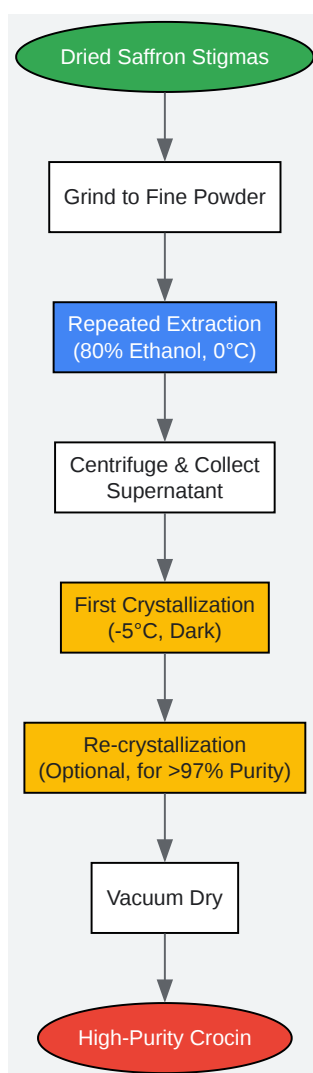 Dried Saffron Stigmas
Grind to Fine Powder
Repeated Extraction
(80% Ethanol, 0°C)
Centrifuge & Collect
Supernatant
First Crystallization
(-5°C, Dark)
Re-crystallization
(Optional, for >97% Purity)
Vacuum Dry
High-Purity Crocin